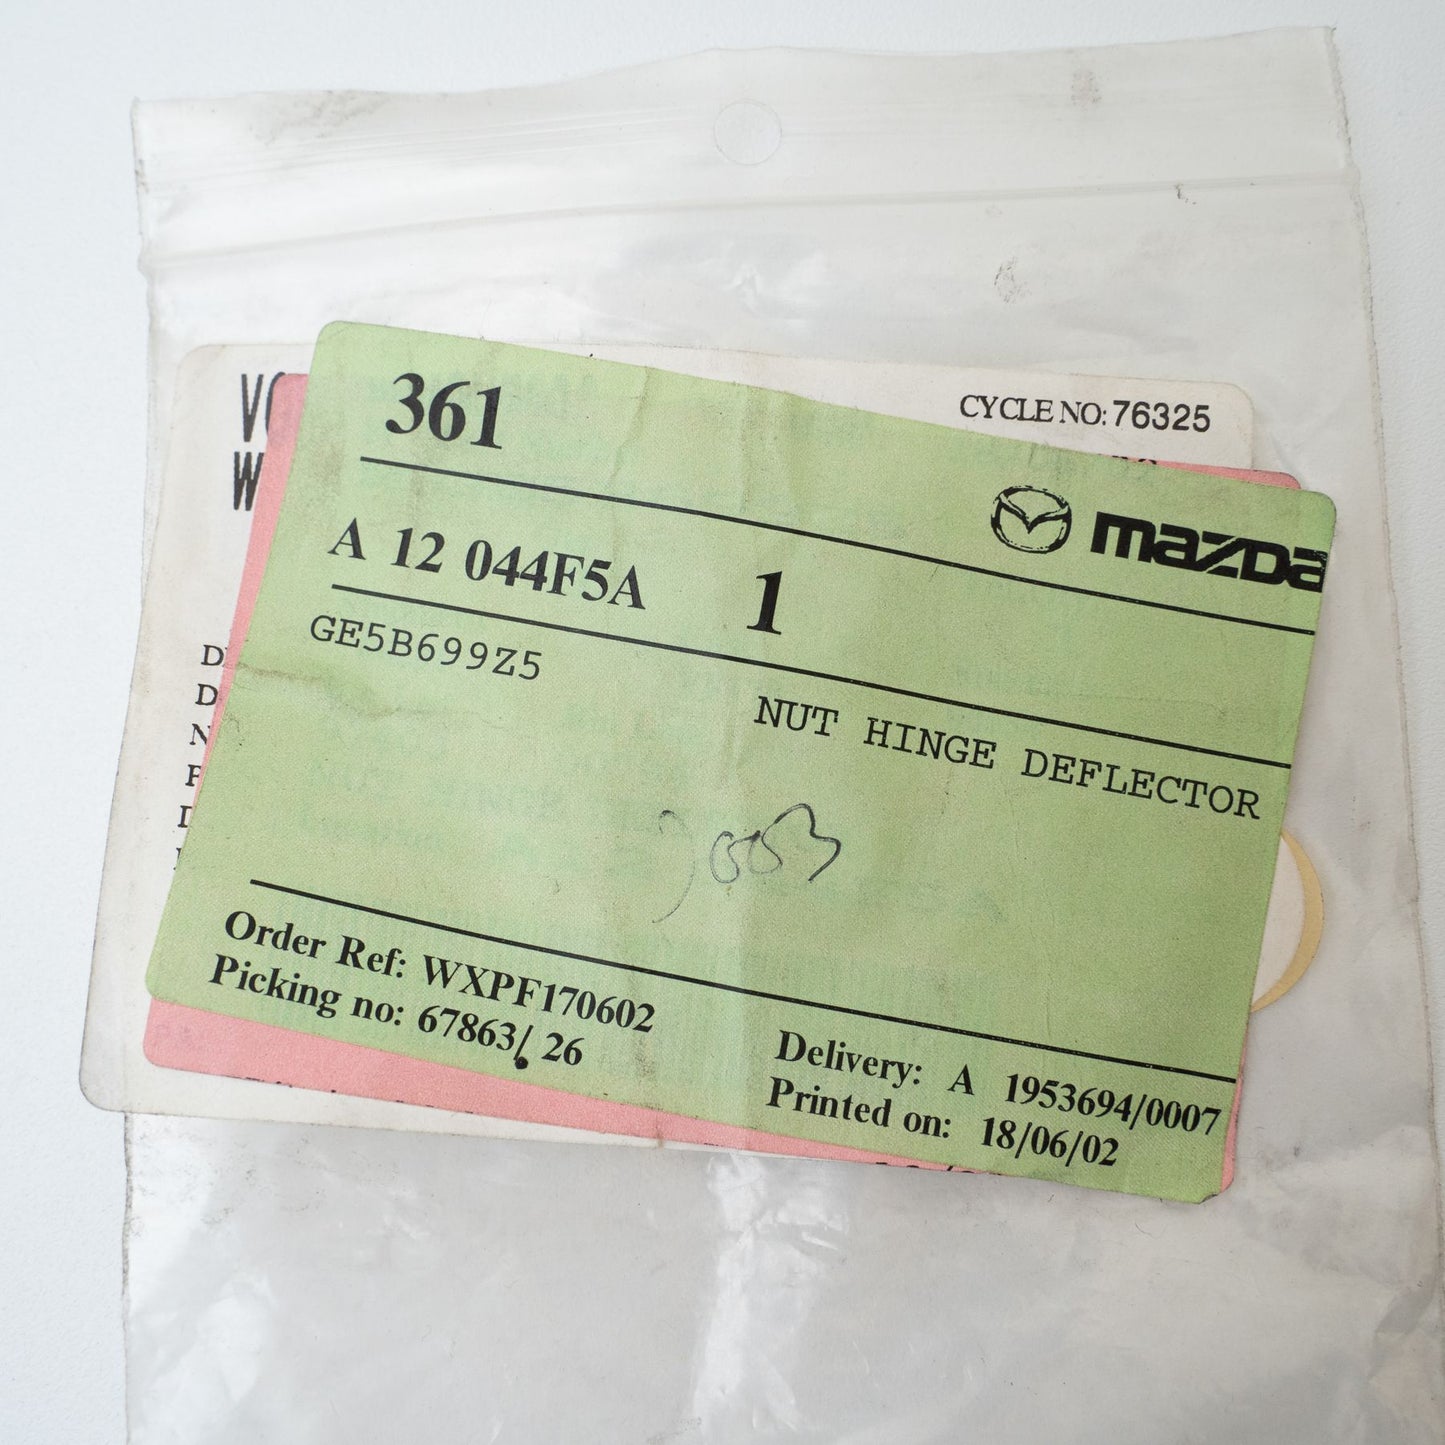 CYCLE NO: 76325
361
mazda
A 12 044F5A 1
GE5B699Z5
NUT HINGE DEFLECTOR
Order Ref: WXPF170602
Picking no: 67863/ 26
Delivery: A 1953694/0007
Printed on: 18/06/02